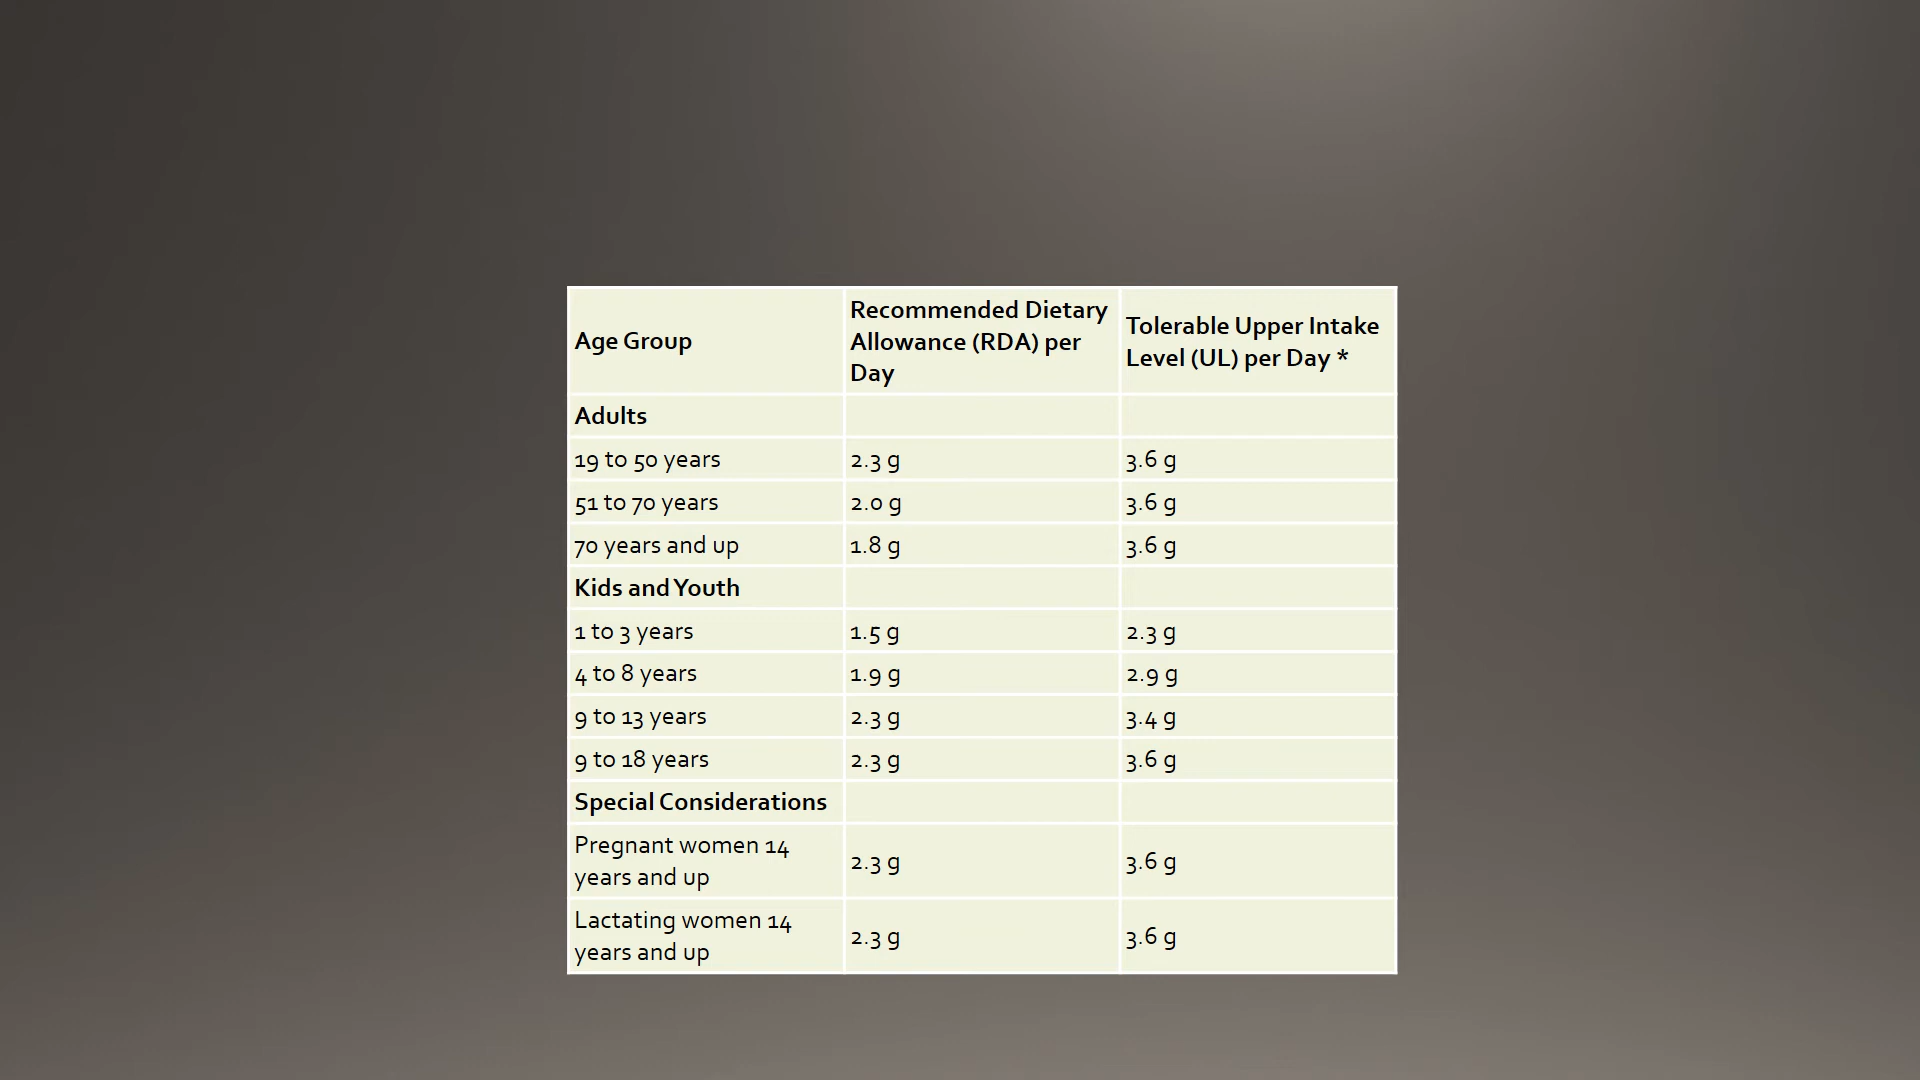 Age Group
Recommended Dietary
Allowance (RDA) per
Day
Tolerable Upper Intake
Level (UL) per Day *
Adults
19 to 50 years
2.3 g
3.6 g
51 to 70 years
2.0 g
3.6 g
70 years and up
1.8 g
3.6 g
Kids and Youth
1 to 3 years
1.5 g
2.3 g
4 to 8 years
1.9 g
2.9 g
9 to 13 years
2.3 g
3.4 g
9 to 18 years
2.3 g
3.6 g
Special Considerations
Pregnant women 14
years and up
2.3 g
3.6 g
Lactating women 14
years and up
2.3 g
3.6 g